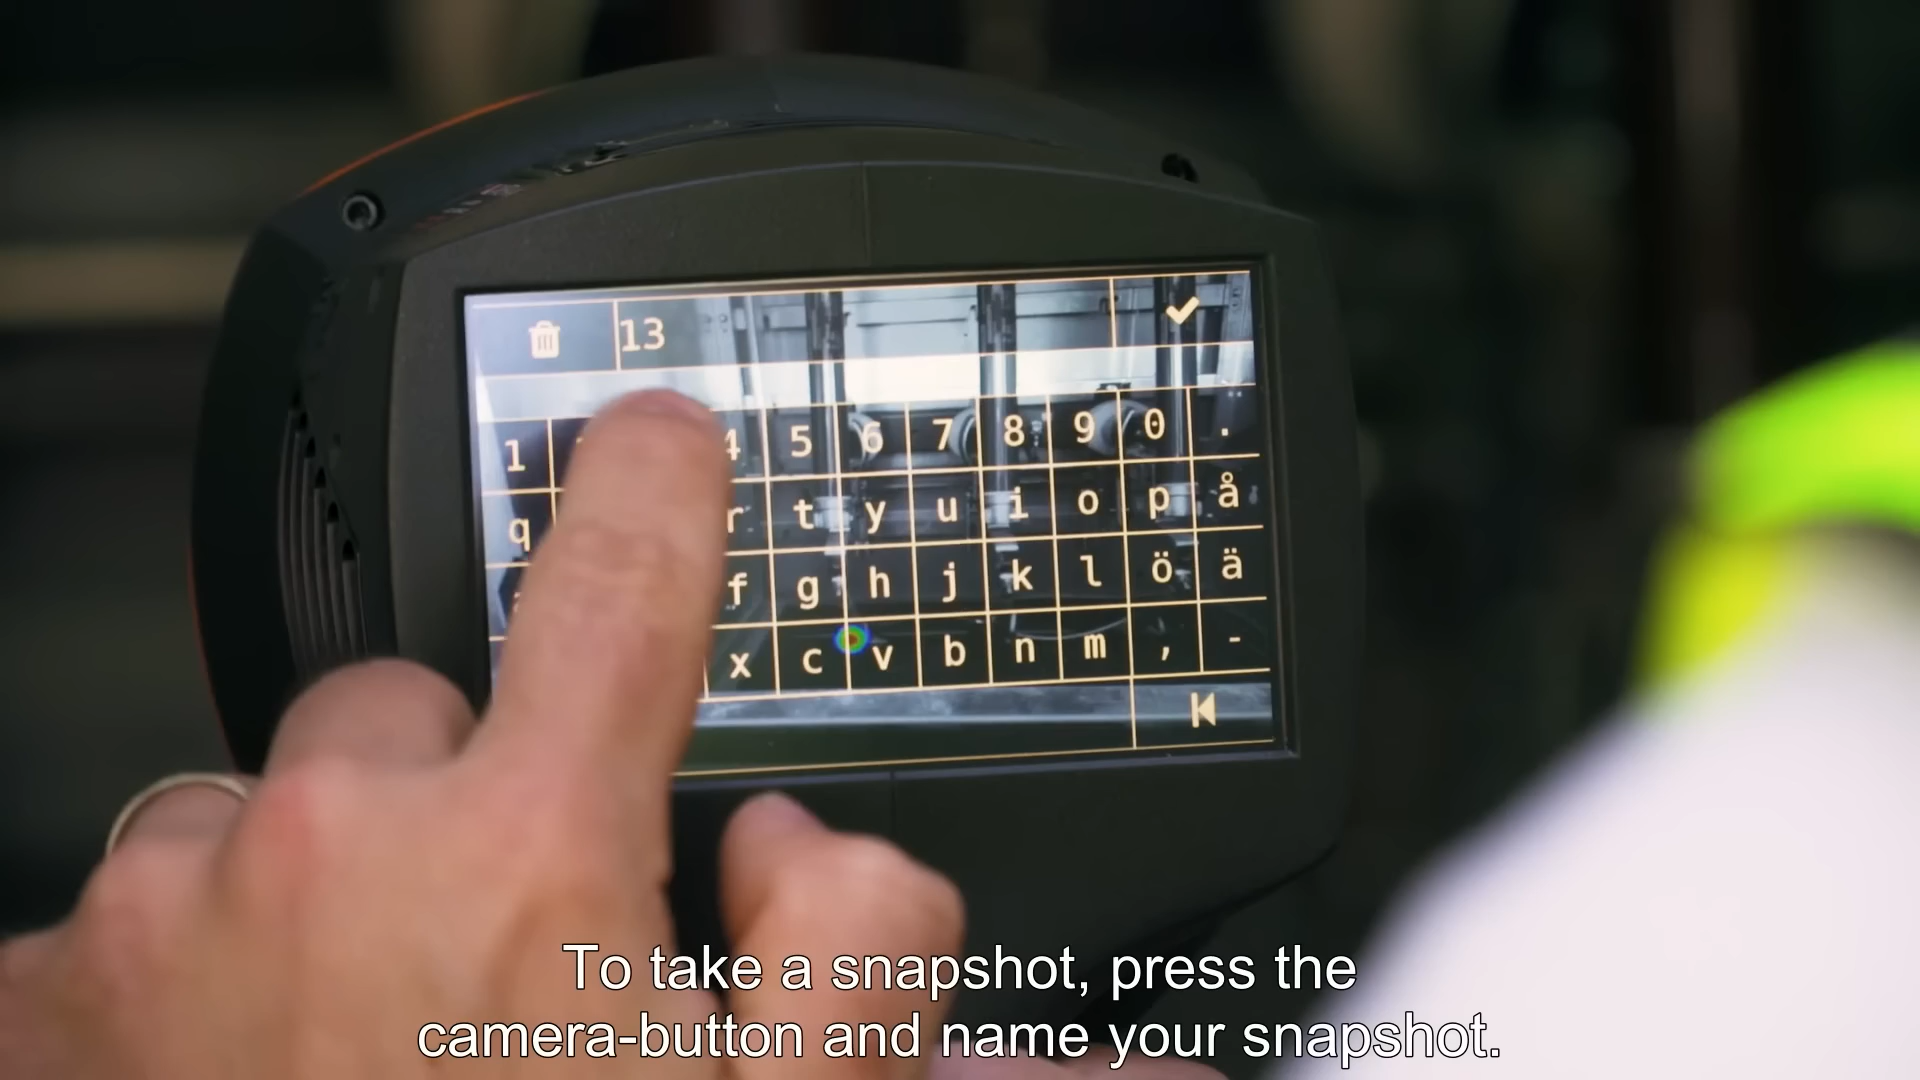 13
1 4 5 6 7 8 9 0 .
q r t y u i o p å
f g h j k l ö ä
x c v b n m , -
To take a snapshot, press the
camera-button and name your snapshot.